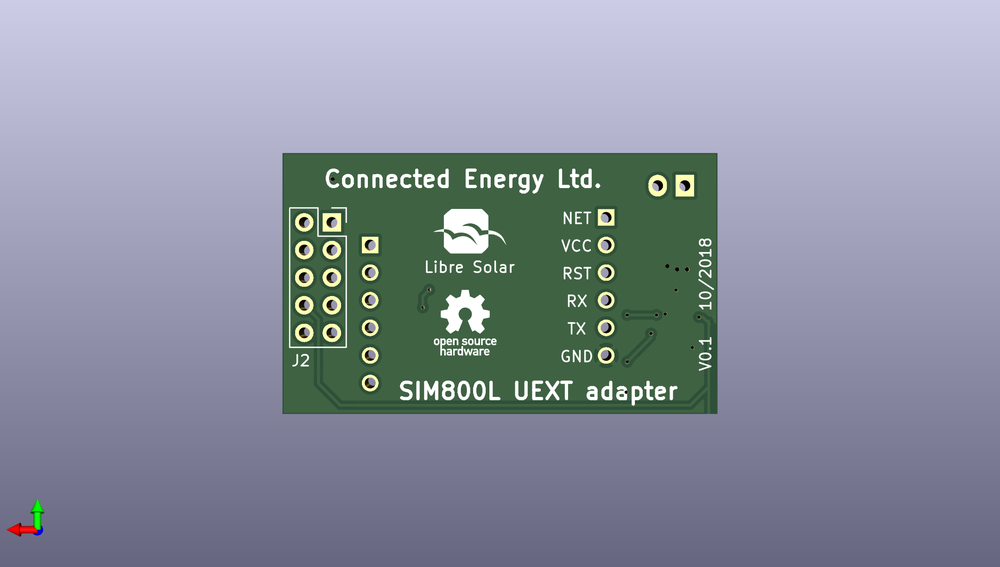 Connected Energy Ltd.
NET
VCC
Libre Solar
RST
10/2018
RX
TX
open source
hardware
GND
V0.1
J2
SIM800L UEXT adapter